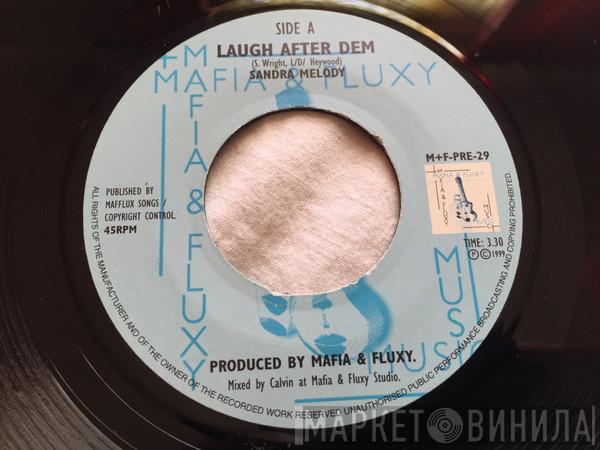 SIDE A
LAUGH AFTER DEM
(S. Wright, L/D/ Heywood)
SANDRA MELODY
MAFIA & FLUXY
MAFIA & FLUXY
FM
MUSIC
MUSIC
M+F-PRE-29
MAFIA & FLUXY
MUSIC
PUBLISHED BY
MAFFLUX SONGS /
COPYRIGHT CONTROL.
45RPM
TIME: 3.30
Ⓟ©1999
PRODUCED BY MAFIA & FLUXY.
Mixed by Calvin at Mafia & Fluxy Studio.
ALL RIGHTS OF THE MANUFACTURER AND OF THE OWNER OF THE RECORDED WORK RESERVED UNAUTHORISED PUBLIC PERFORMANCE BROADCASTING AND COPYING PROHIBITED.
МАРКЕТ ВИНИЛА